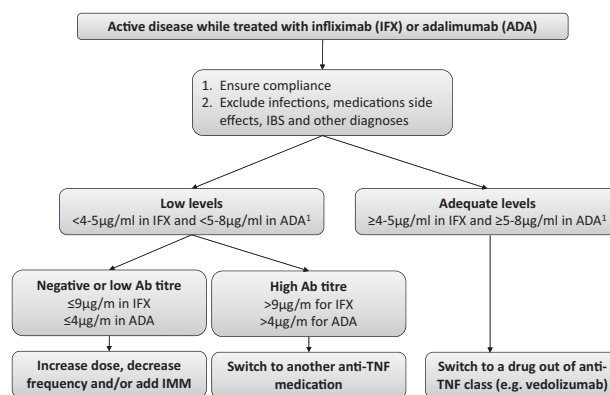 Active disease while treated with infliximab (IFX) or adalimumab (ADA)
1. Ensure compliance
2. Exclude infections, medications side
effects, IBS and other diagnoses
Low levels
<4-5μg/ml in IFX and <5-8μg/ml in ADA¹
Adequate levels
≥4-5μg/ml in IFX and ≥5-8μg/ml in ADA¹
Negative or low Ab titre
≤9μg/m in IFX
≤4μg/m in ADA
High Ab titre
>9μg/m for IFX
>4μg/m for ADA
Increase dose, decrease
frequency and/or add IMM
Switch to another anti-TNF
medication
Switch to a drug out of anti-
TNF class (e.g. vedolizumab)